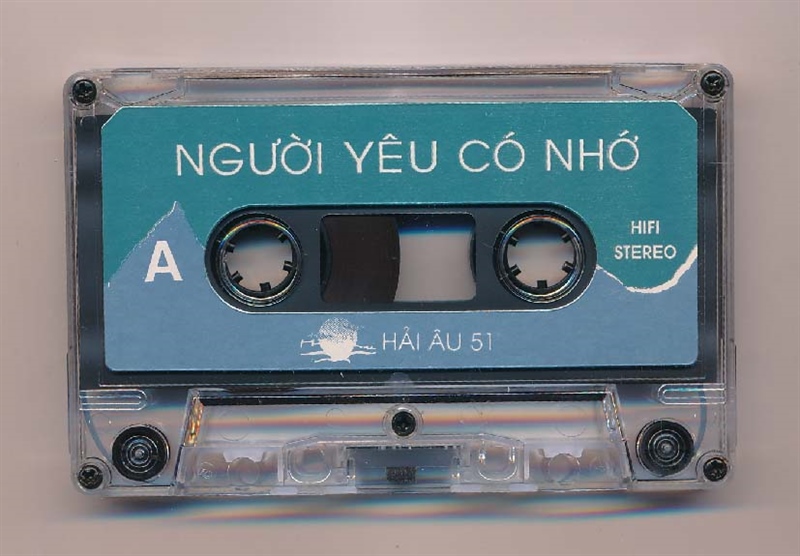 NGƯỜI YÊU CÓ NHỚ
A
HIFI
STEREO
HẢI ÂU 51